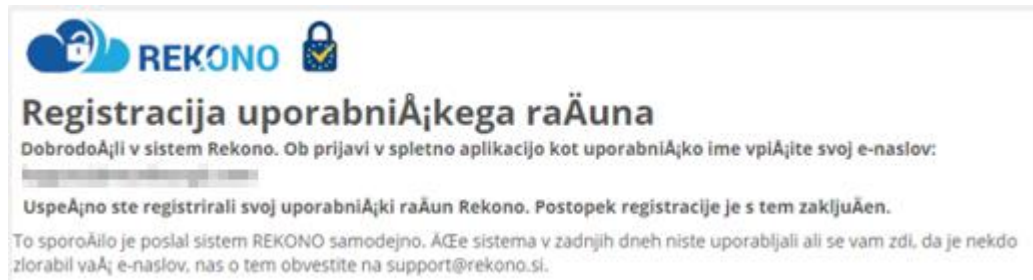 REKONO
Registracija uporabniÅ¡kega raÄuna
DobrodoÅ¡li v sistem Rekono. Ob prijavi v spletno aplikacijo kot uporabniÅ¡ko ime vpiÅ¡ite svoj e-naslov:
UspeÅ¡no ste registrirali svoj uporabniÅ¡ki raÄun Rekono. Postopek registracije je s tem zakljuÄen.
To sporoÄilo je poslal sistem REKONO samodejno. ÄŒe sistema v zadnjih dneh niste uporabljali ali se vam zdi, da je nekdo
zlorabil vaÅ¡ e-naslov, nas o tem obvestite na support@rekono.si.